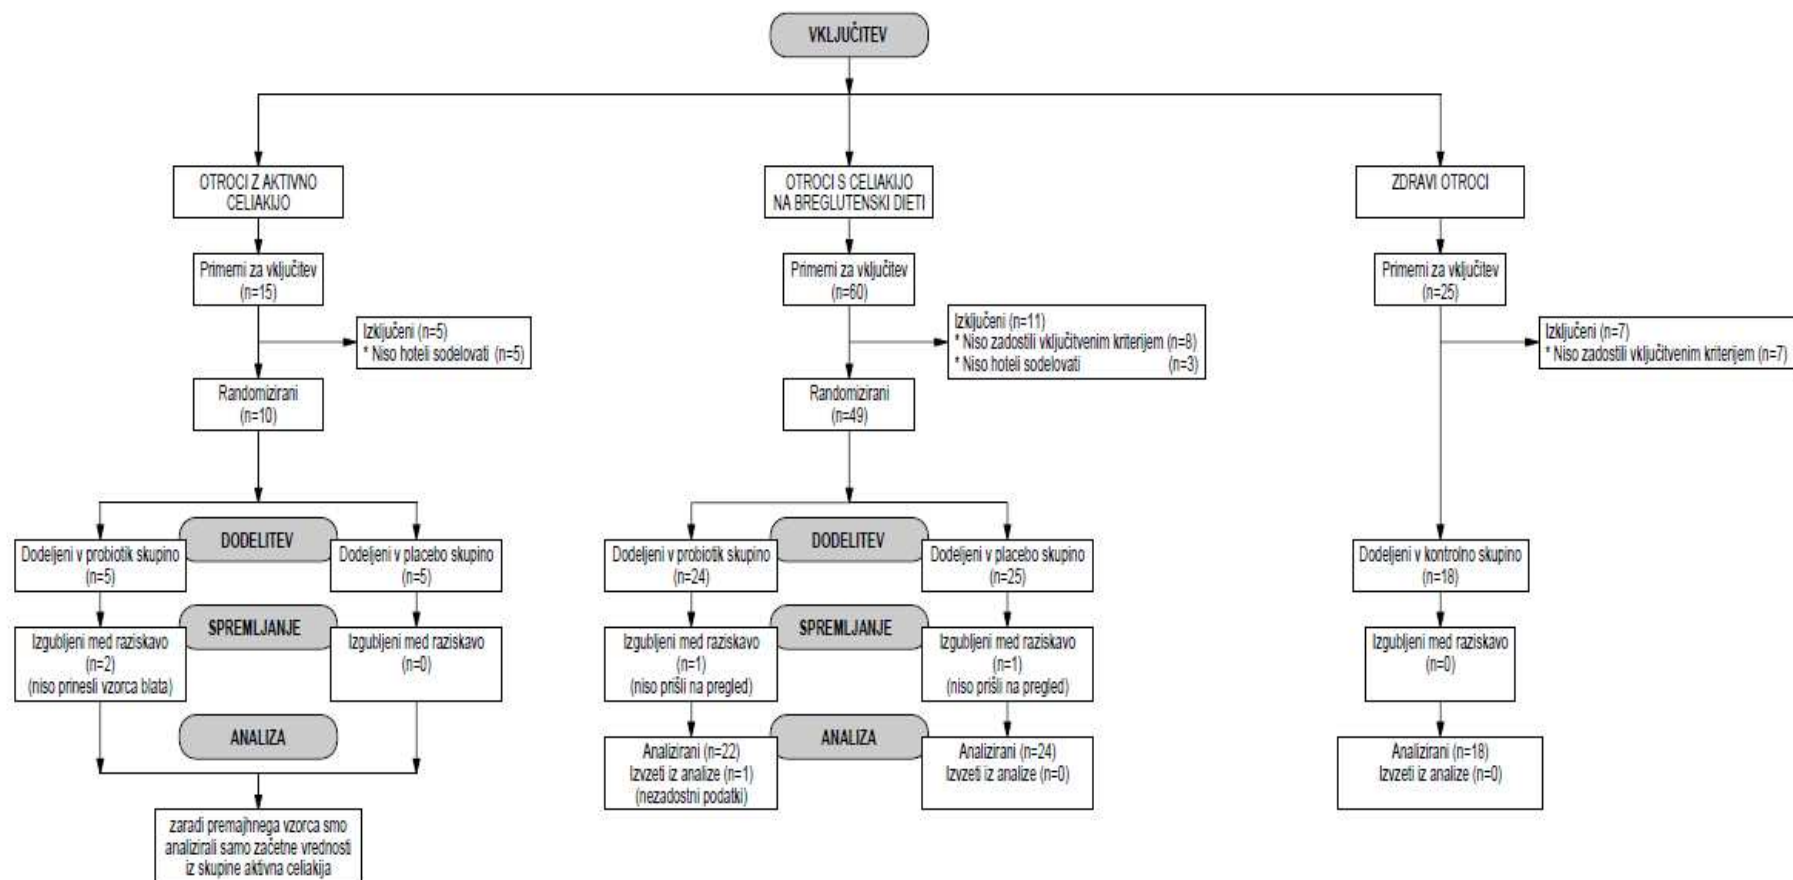 VKLJUČITEV
OTROCI Z AKTIVNO
CELIAKIJO
Primerni za vključitev
(n=15)
Izključeni (n=5)
* Niso hoteli sodelovati (n=5)
Randomizirani
(n=10)
DODELITEV
Dodeljeni v probiotik skupino
(n=5)
Dodeljeni v placebo skupino
(n=5)
SPREMLJANJE
Izgubljeni med raziskavo
(n=2)
(niso prinesli vzorca blata)
Izgubljeni med raziskavo
(n=0)
ANALIZA
zaradi premajhnega vzorca smo
analizirali samo začetne vrednosti
iz skupine aktivna celiakija
OTROCI S CELIAKIJO
NA BREGLUTENSKI DIETI
Primerni za vključitev
(n=60)
Izključeni (n=11)
* Niso zadostili vključitvenim kriterijem (n=8)
* Niso hoteli sodelovati (n=3)
Randomizirani
(n=49)
DODELITEV
Dodeljeni v probiotik skupino
(n=24)
Dodeljeni v placebo skupino
(n=25)
SPREMLJANJE
Izgubljeni med raziskavo
(n=1)
(niso prišli na pregled)
Izgubljeni med raziskavo
(n=1)
(niso prišli na pregled)
ANALIZA
Analizirani (n=22)
Izvzeti iz analize (n=1)
(nezadostni podatki)
Analizirani (n=24)
Izvzeti iz analize (n=0)
ZDRAVI OTROCI
Primerni za vključitev
(n=25)
Izključeni (n=7)
* Niso zadostili vključitvenim kriterijem (n=7)
Dodeljeni v kontrolno skupino
(n=18)
Izgubljeni med raziskavo
(n=0)
Analizirani (n=18)
Izvzeti iz analize (n=0)